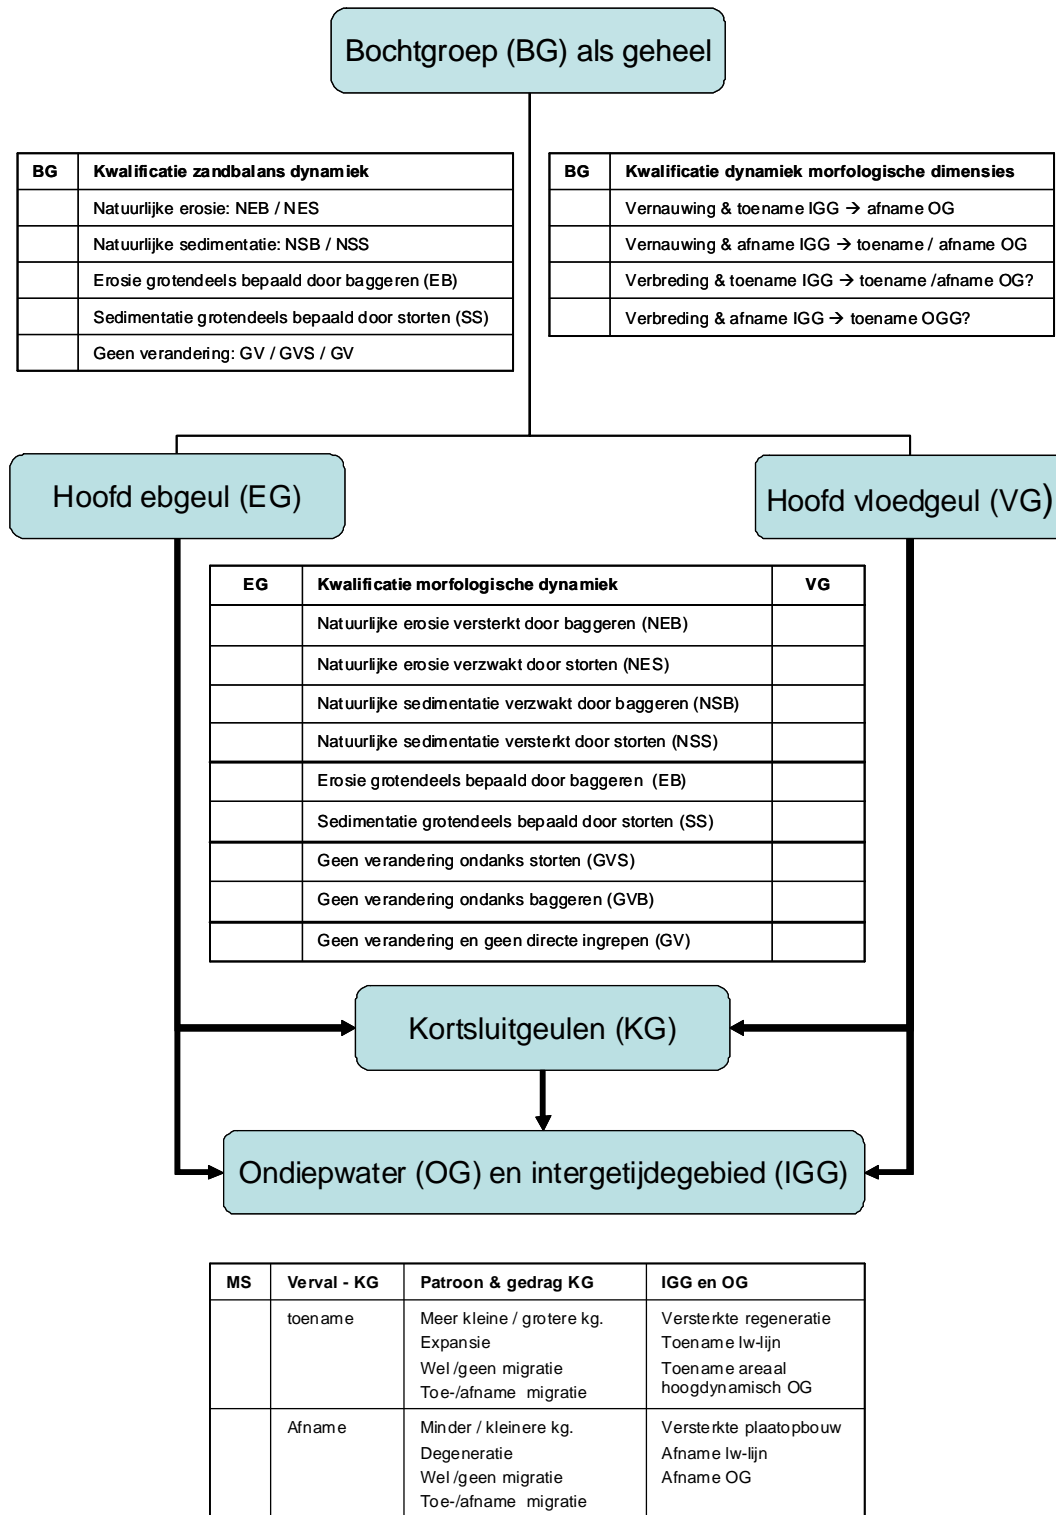 Bochtgroep (BG) als geheel
BG Kwalificatie zandbalans dynamiek
Natuurlijke erosie: NEB / NES
Natuurlijke sedimentatie: NSB / NSS
Erosie grotendeels bepaald door baggeren (EB)
Sedimentatie grotendeels bepaald door storten (SS)
Geen verandering: GV / GVS / GV
BG Kwalificatie dynamiek morfologische dimensies
Vernauwing & toename IGG → afname OG
Vernauwing & afname IGG → toename / afname OG
Verbreding & toename IGG → toename /afname OG?
Verbreding & afname IGG → toename OGG?
Hoofd ebgeul (EG)
Hoofd vloedgeul (VG)
EG Kwalificatie morfologische dynamiek VG
Natuurlijke erosie versterkt door baggeren (NEB)
Natuurlijke erosie verzwakt door storten (NES)
Natuurlijke sedimentatie verzwakt door baggeren (NSB)
Natuurlijke sedimentatie versterkt door storten (NSS)
Erosie grotendeels bepaald door baggeren (EB)
Sedimentatie grotendeels bepaald door storten (SS)
Geen verandering ondanks storten (GVS)
Geen verandering ondanks baggeren (GVB)
Geen verandering en geen directe ingrepen (GV)
Kortsluitgeulen (KG)
Ondiepwater (OG) en intergetijdegebied (IGG)
MS Verval - KG Patroon & gedrag KG IGG en OG
toename Meer kleine / grotere kg. Versterkte regeneratie
Expansie Toename lw-lijn
Wel /geen migratie Toename areaal
hoogdynamisch OG
Toe-/afname migratie
Afname Minder / kleinere kg. Versterkte plaatopbouw
Degeneratie Afname lw-lijn
Wel /geen migratie Afname OG
Toe-/afname migratie